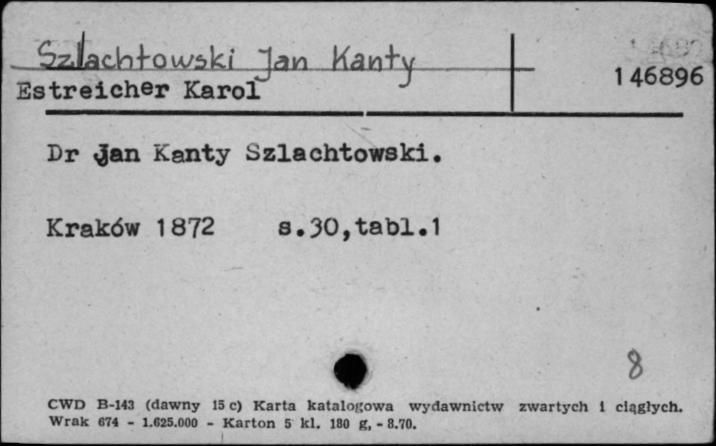 Szlachtowski Jan Kanty
146896
Estreicher Karol
Dr Jan Kanty Szlachtowski.
Kraków 1872 s.30,tabl.1
8
CWD B-143 (dawny 15 c) Karta katalogowa wydawnictw zwartych i ciągłych.
Wrak 674 - 1.625.000 - Karton 5 kl. 180 g, - 8.70.